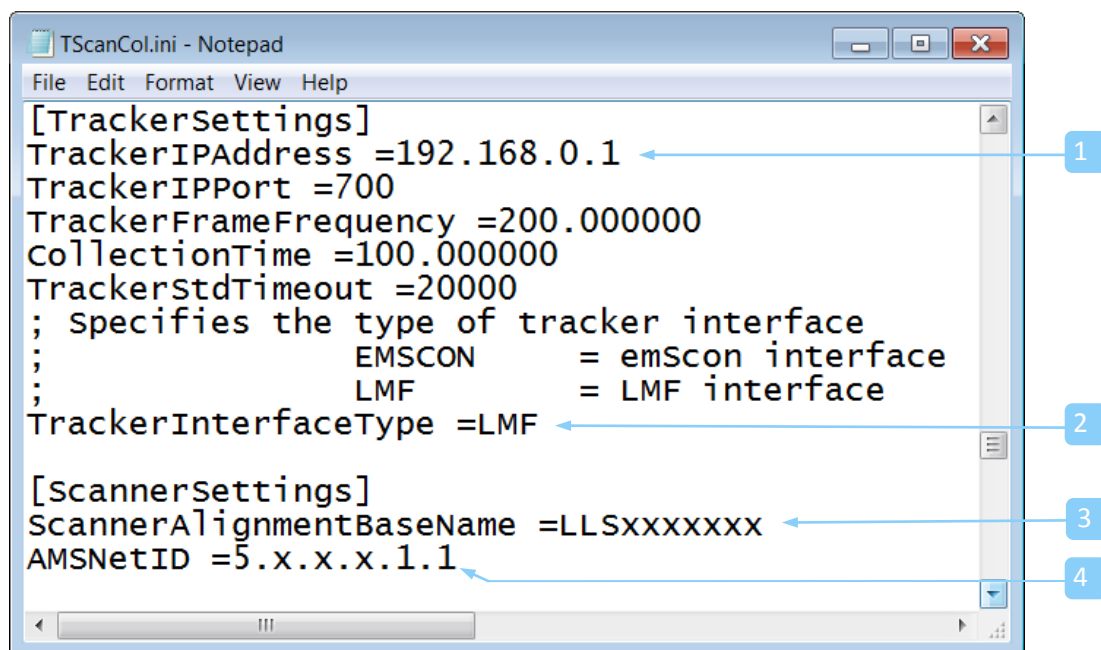 TScanCol.ini - Notepad
File Edit Format View Help
[TrackerSettings]
TrackerIPAddress =192.168.0.1
1
TrackerIPPort =700
TrackerFrameFrequency =200.000000
CollectionTime =100.000000
TrackerStdTimeout =20000
; Specifies the type of tracker interface
; EMSCON = emScon interface
; LMF = LMF interface
TrackerInterfaceType =LMF
2
[ScannerSettings]
ScannerAlignmentBaseName =LLSxxxxxxx
3
AMSNetID =5.x.x.x.1.1
4